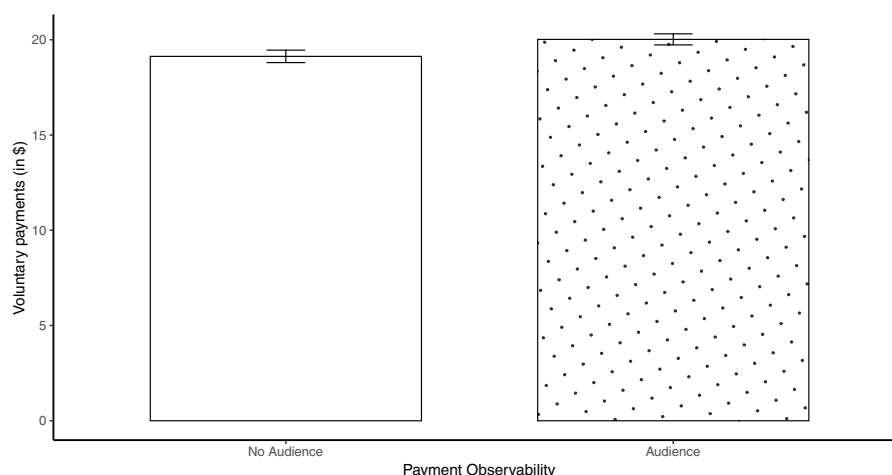 20
15
10
5
0
Voluntary payments (in $)
No Audience
Audience
Payment Observability